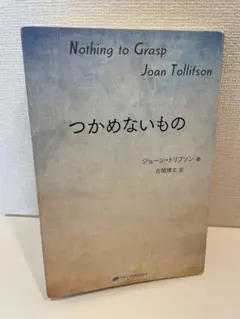 Nothing to Grasp
Joan Tollifson
つかめないもの
ジョーン・トリフソン 著
古閑博丈 訳